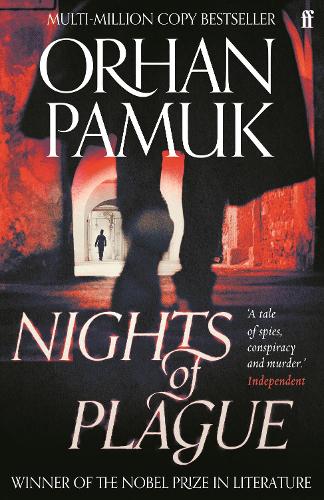 MULTI-MILLION COPY BESTSELLER
ff
ORHAN
PAMUK
'A tale
of spies,
conspiracy
and murder.'
Independent
NIGHTS
of
PLAGUE
WINNER OF THE NOBEL PRIZE IN LITERATURE